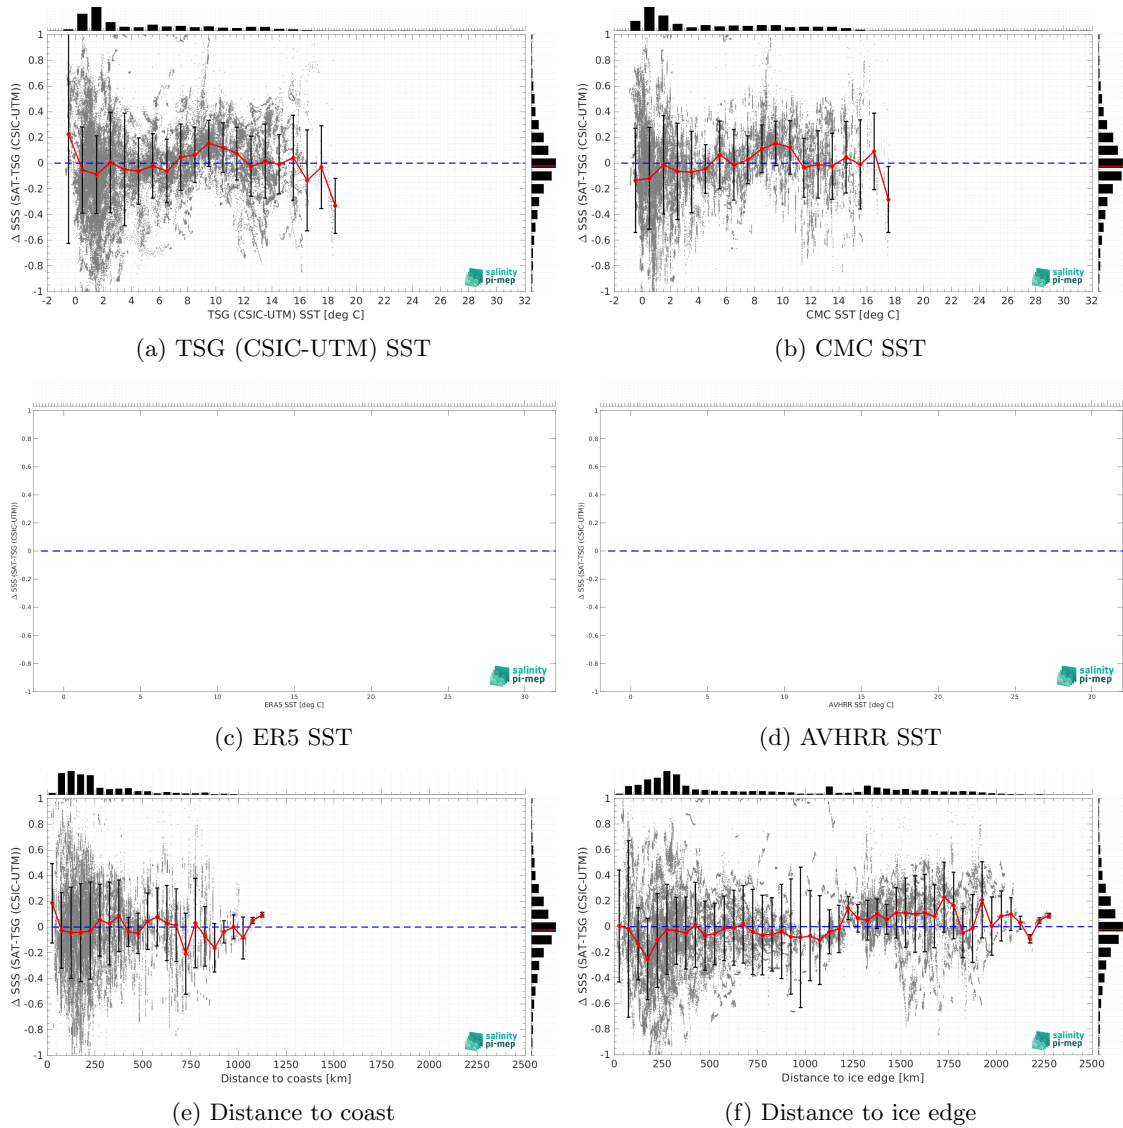 1
0.8
0.6
0.4
0.2
0
-0.2
-0.4
-0.6
-0.8
-1
Δ SSS (SAT-TSG (CSIC-UTM))
-2 0 2 4 6 8 10 12 14 16 18 20 22 24 26 28 30 32
TSG (CSIC-UTM) SST [deg C]
salinity
pi-mep
(a) TSG (CSIC-UTM) SST
1
0.8
0.6
0.4
0.2
0
-0.2
-0.4
-0.6
-0.8
-1
Δ SSS (SAT-TSG (CSIC-UTM))
-2 0 2 4 6 8 10 12 14 16 18 20 22 24 26 28 30 32
CMC SST [deg C]
salinity
pi-mep
(b) CMC SST
1
0.8
0.6
0.4
0.2
0
-0.2
-0.4
-0.6
-0.8
-1
Δ SSS (SAT-TSG (CSIC-UTM))
0 5 10 15 20 25 30
ERA5 SST [deg C]
salinity
pi-mep
(c) ER5 SST
1
0.8
0.6
0.4
0.2
0
-0.2
-0.4
-0.6
-0.8
-1
Δ SSS (SAT-TSG (CSIC-UTM))
0 5 10 15 20 25 30
AVHRR SST [deg C]
salinity
pi-mep
(d) AVHRR SST
1
0.8
0.6
0.4
0.2
0
-0.2
-0.4
-0.6
-0.8
-1
Δ SSS (SAT-TSG (CSIC-UTM))
0 250 500 750 1000 1250 1500 1750 2000 2250 2500
Distance to coasts [km]
salinity
pi-mep
(e) Distance to coast
1
0.8
0.6
0.4
0.2
0
-0.2
-0.4
-0.6
-0.8
-1
Δ SSS (SAT-TSG (CSIC-UTM))
0 250 500 750 1000 1250 1500 1750 2000 2250 2500
Distance to ice edge [km]
salinity
pi-mep
(f) Distance to ice edge